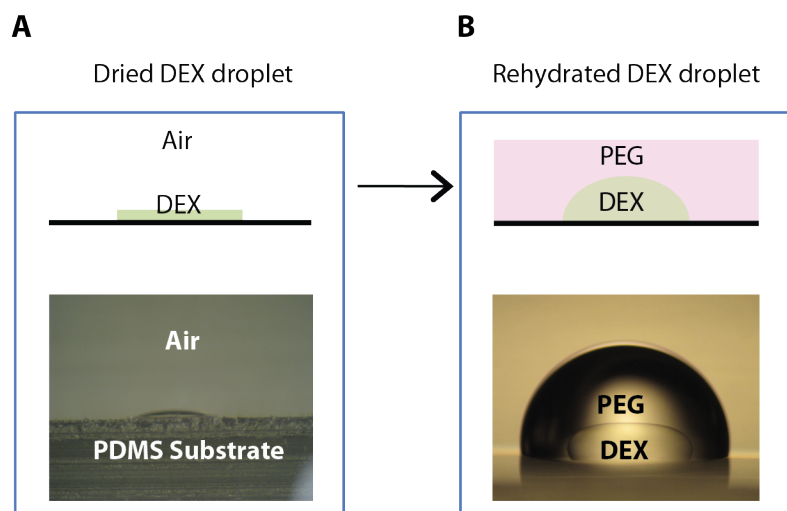 A
Dried DEX droplet
Air
DEX
Air
PDMS Substrate
B
Rehydrated DEX droplet
PEG
DEX
PEG
DEX